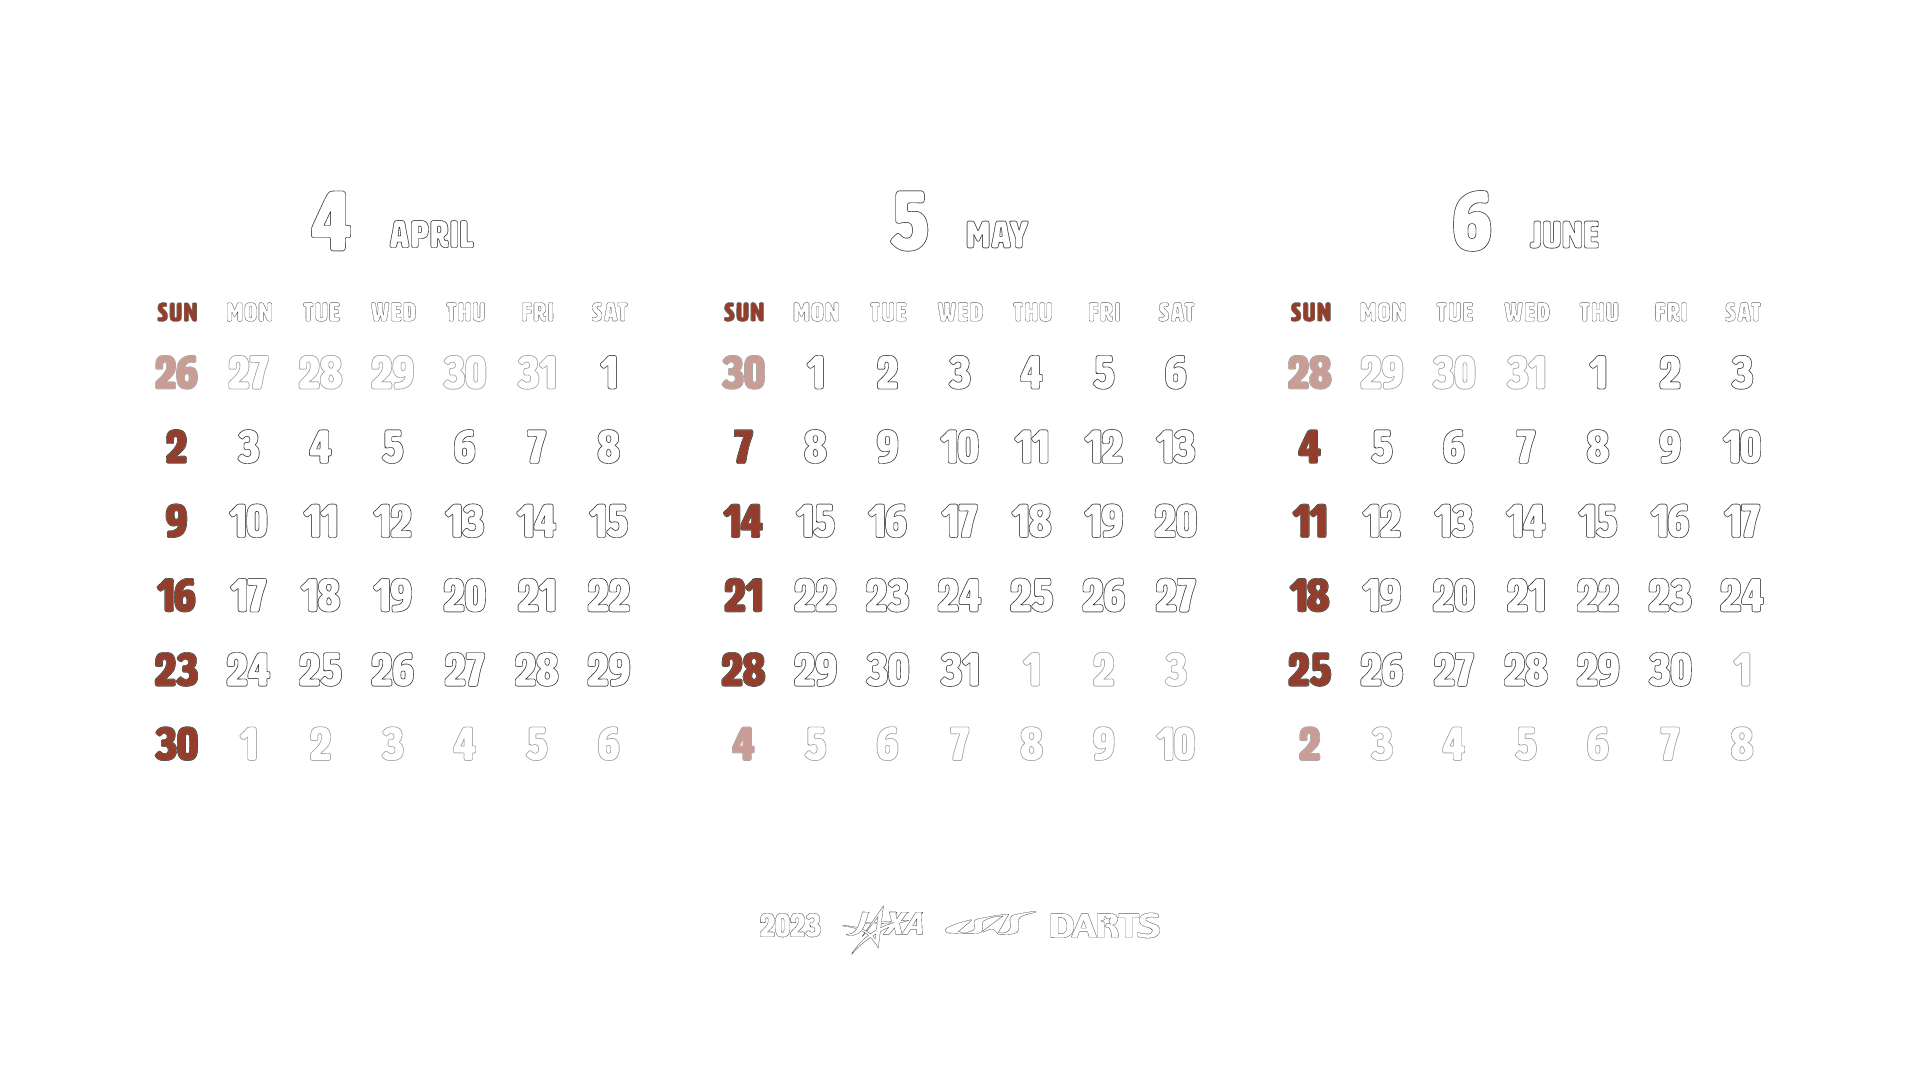 4 APRIL
SUN MON TUE WED THU FRI SAT
26 27 28 29 30 31 1
2 3 4 5 6 7 8
9 10 11 12 13 14 15
16 17 18 19 20 21 22
23 24 25 26 27 28 29
30 1 2 3 4 5 6
5 MAY
SUN MON TUE WED THU FRI SAT
30 1 2 3 4 5 6
7 8 9 10 11 12 13
14 15 16 17 18 19 20
21 22 23 24 25 26 27
28 29 30 31 1 2 3
4 5 6 7 8 9 10
6 JUNE
SUN MON TUE WED THU FRI SAT
28 29 30 31 1 2 3
4 5 6 7 8 9 10
11 12 13 14 15 16 17
18 19 20 21 22 23 24
25 26 27 28 29 30 1
2 3 4 5 6 7 8
2023 JAXA ISAS DARTS